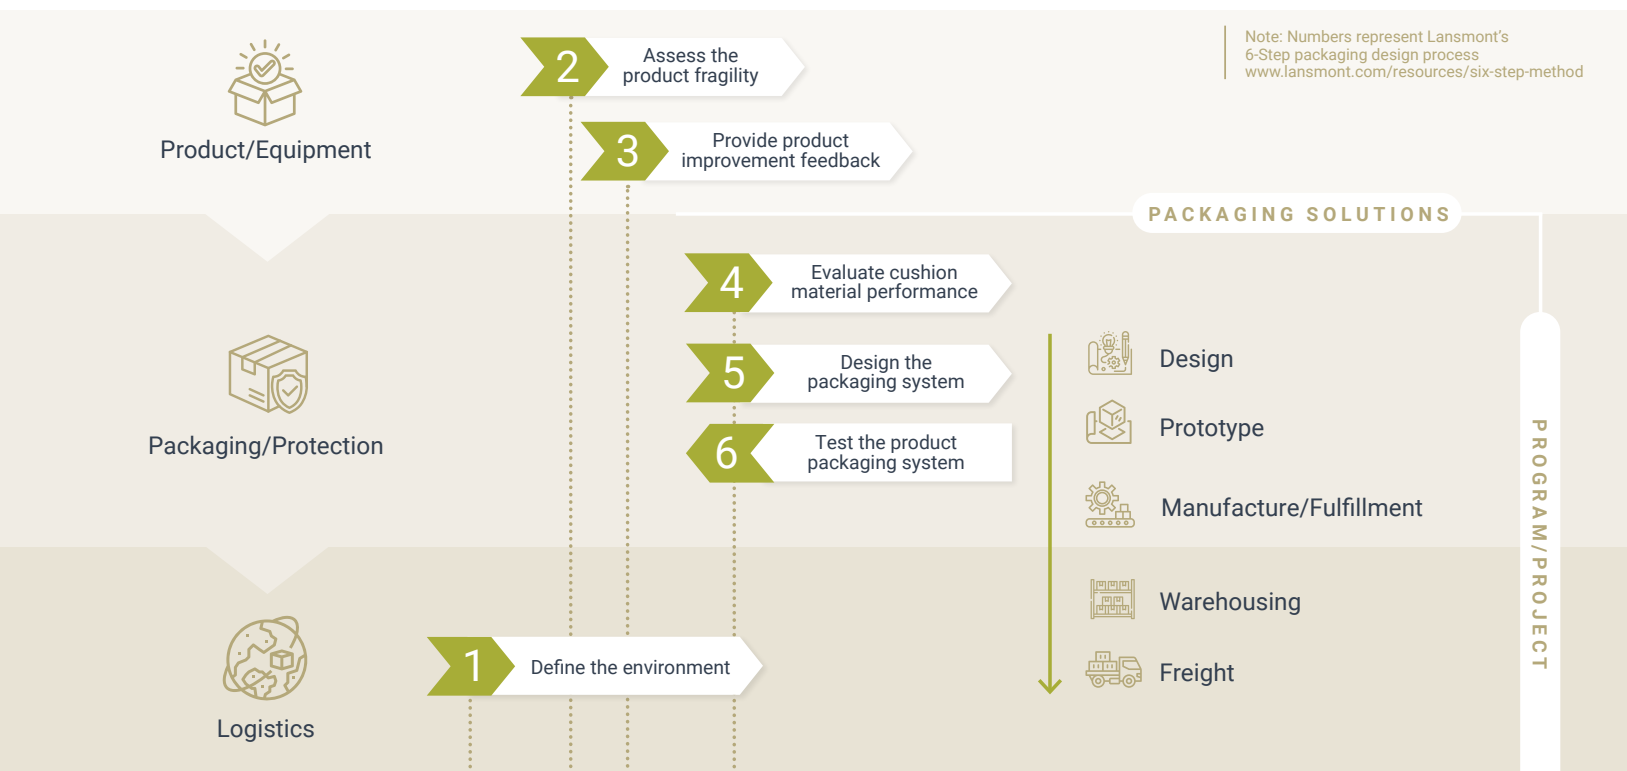 Note: Numbers represent Lansmont's
6-Step packaging design process
www.lansmont.com/resources/six-step-method
2
Assess the
product fragility
3
Provide product
improvement feedback
Product/Equipment
PACKAGING SOLUTIONS
4
Evaluate cushion
material performance
5
Design the
packaging system
6
Test the product
packaging system
Packaging/Protection
Design
Prototype
Manufacture/Fulfillment
Warehousing
Freight
PROGRAM/PROJECT
1
Define the environment
Logistics